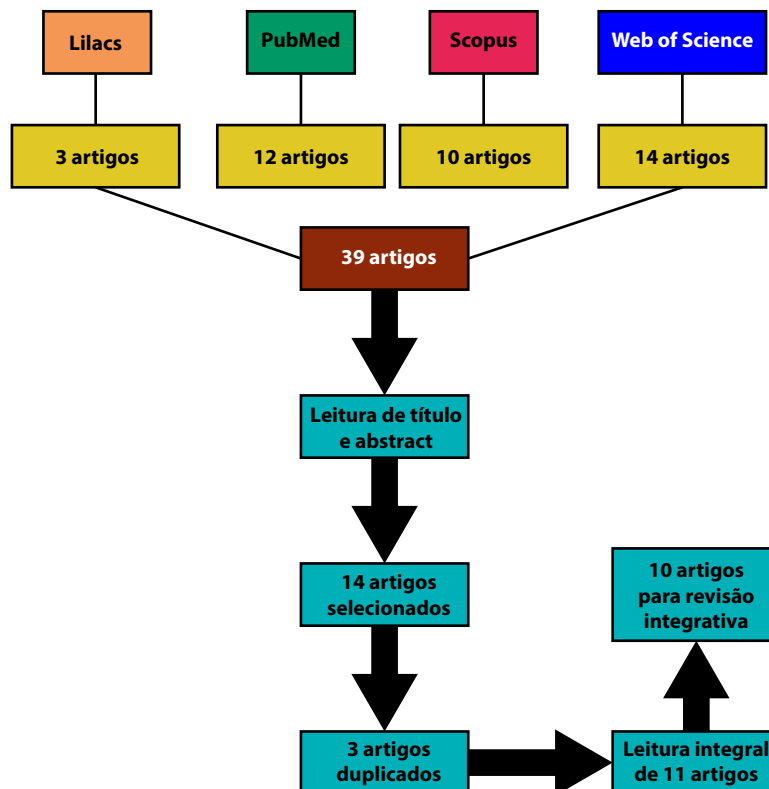 Lilacs
PubMed
Scopus
Web of Science
3 artigos
12 artigos
10 artigos
14 artigos
39 artigos
Leitura de título
e abstract
14 artigos
selecionados
10 artigos
para revisão
integrativa
3 artigos
duplicados
Leitura integral
de 11 artigos